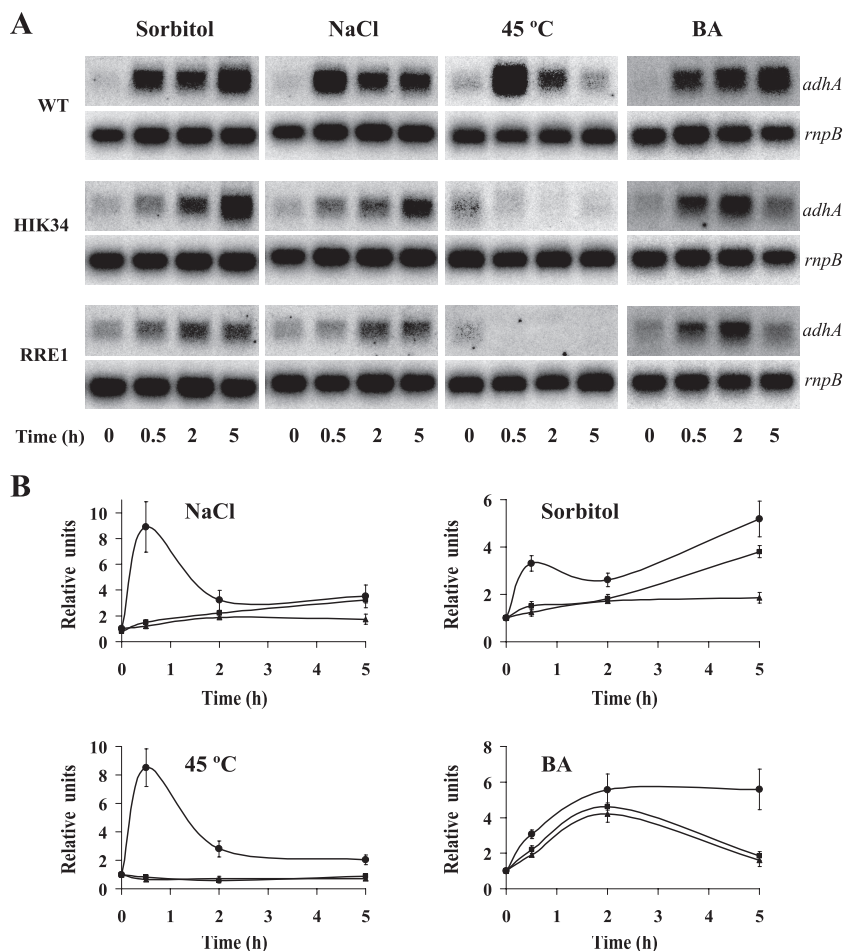 A
Sorbitol NaCl 45 ºC BA
WT
adhA
rnpB
HIK34
adhA
rnpB
RRE1
adhA
rnpB
Time (h) 0 0.5 2 5 0 0.5 2 5 0 0.5 2 5 0 0.5 2 5
B
NaCl
Relative units
10
8
6
4
2
0
0 1 2 3 4 5
Time (h)
Sorbitol
Relative units
6
4
2
0
0 1 2 3 4 5
Time (h)
45 ºC
Relative units
10
8
6
4
2
0
0 1 2 3 4 5
Time (h)
BA
Relative units
8
6
4
2
0
0 1 2 3 4 5
Time (h)